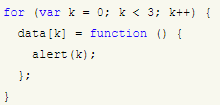 for (var k = 0; k < 3; k++) {
  data[k] = function () {
    alert(k);
  };
}